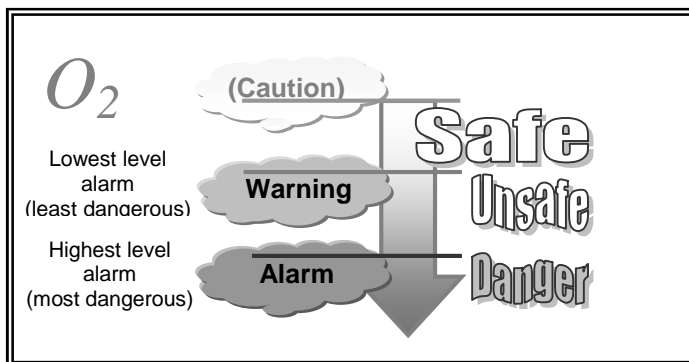 O2
(Caution)
Safe
Lowest level
alarm
(least dangerous)
Warning
Unsafe
Highest level
alarm
(most dangerous)
Alarm
Danger